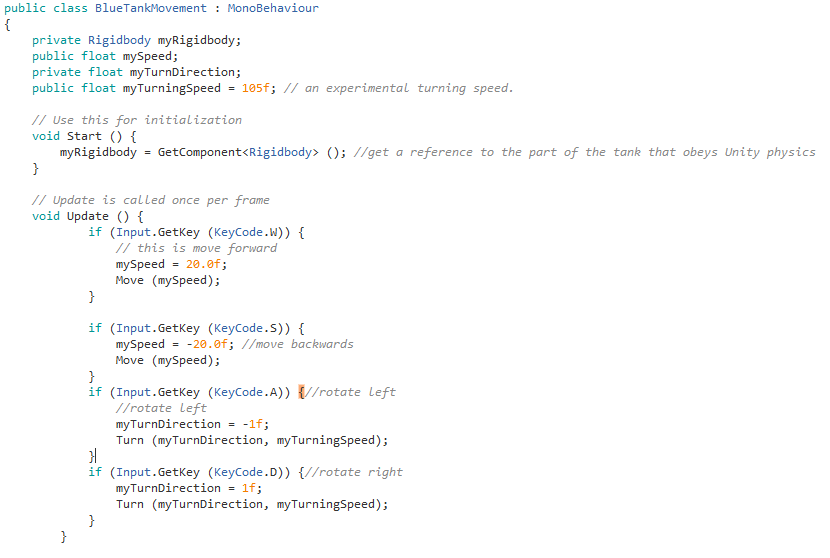 public class BlueTankMovement : MonoBehaviour
{
    private Rigidbody myRigidbody;
    public float mySpeed;
    private float myTurnDirection;
    public float myTurningSpeed = 105f; // an experimental turning speed.

    // Use this for initialization
    void Start () {
        myRigidbody = GetComponent<Rigidbody> (); //get a reference to the part of the tank that obeys Unity physics
    }

    // Update is called once per frame
    void Update () {
            if (Input.GetKey (KeyCode.W)) {
                // this is move forward
                mySpeed = 20.0f;
                Move (mySpeed);
            }

            if (Input.GetKey (KeyCode.S)) {
                mySpeed = -20.0f; //move backwards
                Move (mySpeed);
            }
            if (Input.GetKey (KeyCode.A)) {//rotate left
                //rotate left
                myTurnDirection = -1f;
                Turn (myTurnDirection, myTurningSpeed);
            }
            if (Input.GetKey (KeyCode.D)) {//rotate right
                myTurnDirection = 1f;
                Turn (myTurnDirection, myTurningSpeed);
            }
        }